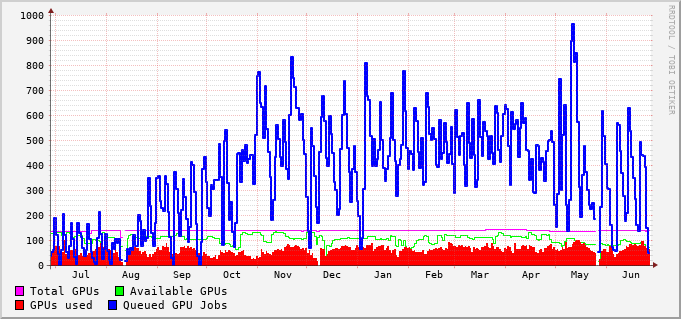 1000
900
800
700
600
500
400
300
200
100
0
Jul Aug Sep Oct Nov Dec Jan Feb Mar Apr May Jun
Total GPUs Available GPUs
GPUs used Queued GPU Jobs
RRDTOOL / TOBI OETIKER